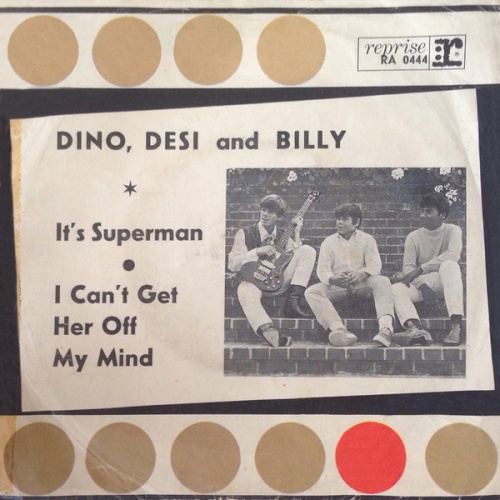 reprise r:
RA 0444
DINO, DESI and BILLY
It's Superman
I Can't Get
Her Off
My Mind